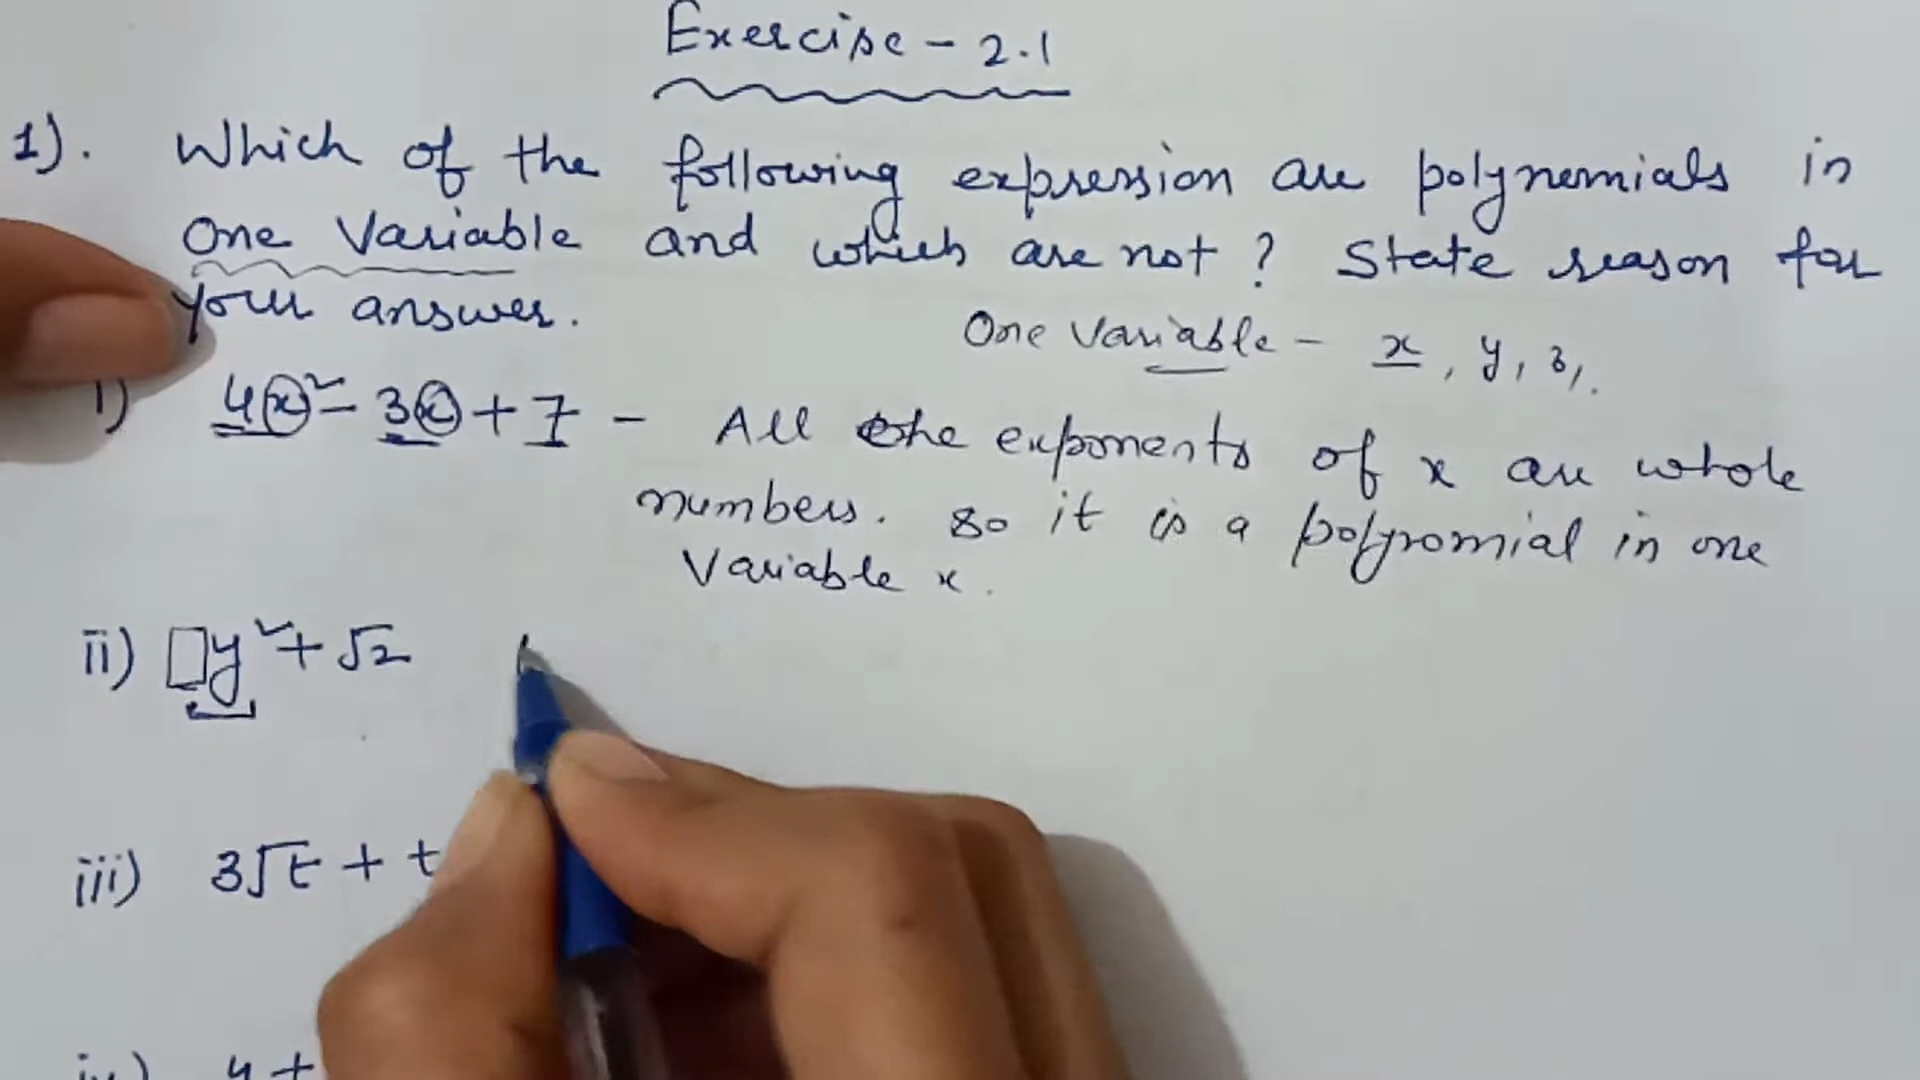 Exercise - 2.1
1). Which of the following expression are polynomials in
One Variable and which are not? State reason for
your answer.
One Variable - x, y, z,.
i) 4x² - 3x + 7 - All the exponents of x are whole
numbers. So it is a polynomial in one
Variable x.
ii) □y² + √2
iii) 3√t + t
iv) y +